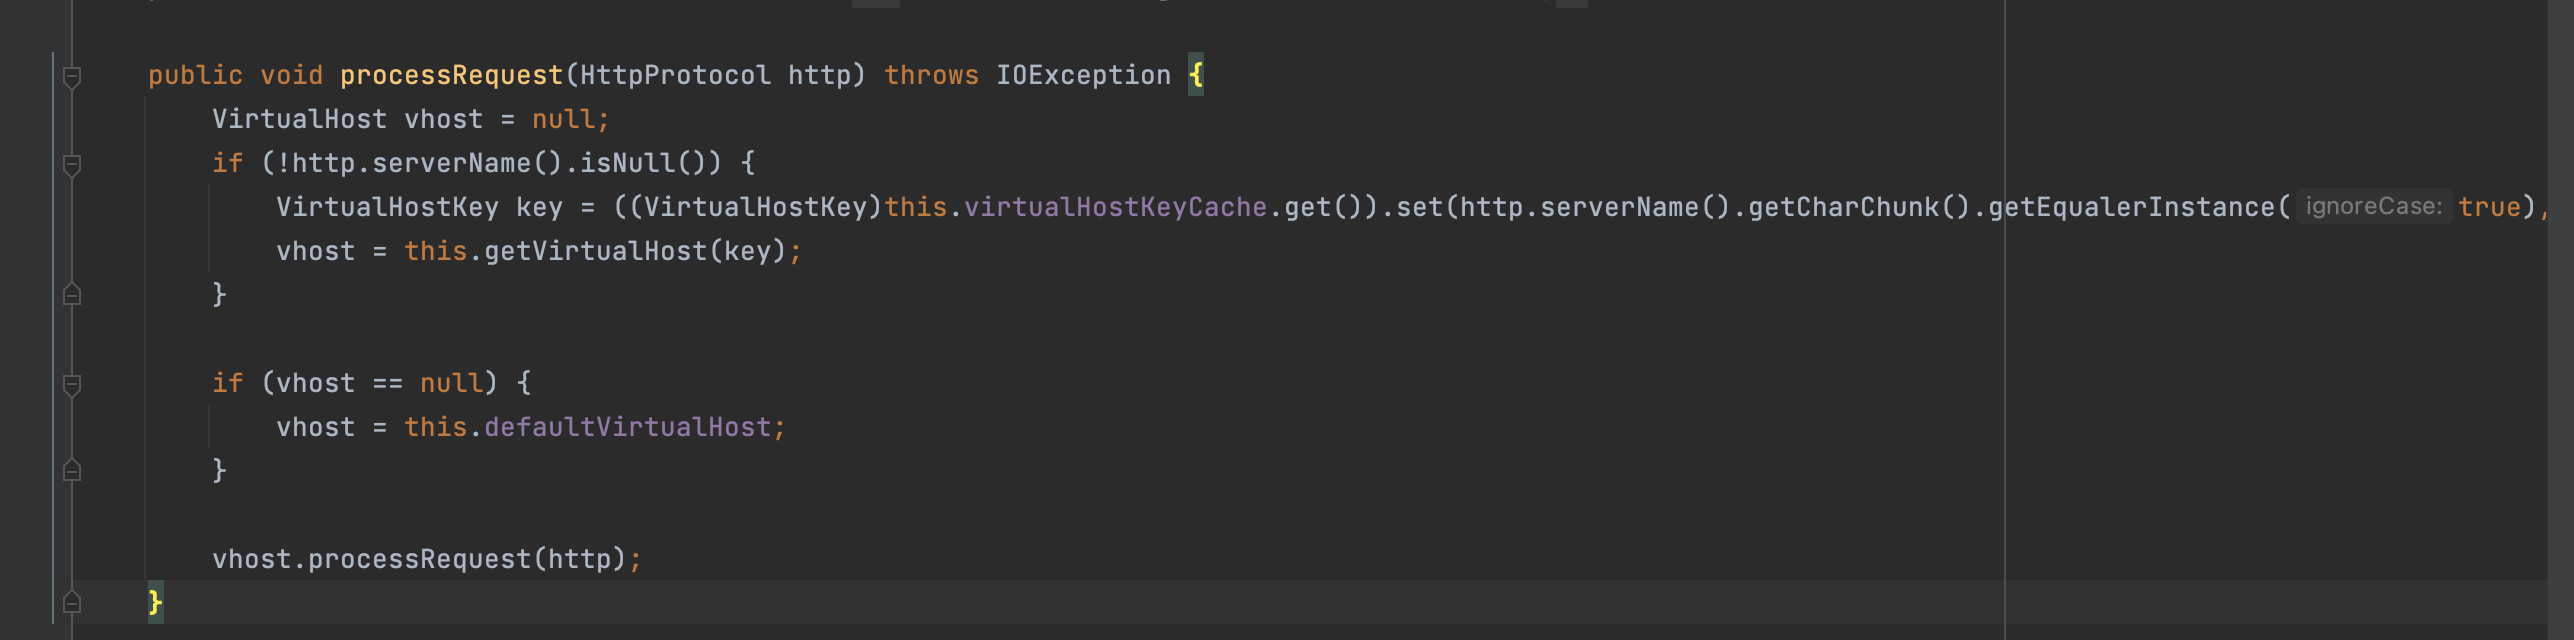 public void processRequest(HttpProtocol http) throws IOException {
VirtualHost vhost = null;
if (!http.serverName().isNull()) {
VirtualHostKey key = ((VirtualHostKey)this.virtualHostKeyCache.get()).set(http.serverName().getCharChunk().getEqualerInstance( ignoreCase: true),
vhost = this.getVirtualHost(key);
}
if (vhost == null) {
vhost = this.defaultVirtualHost;
}
vhost.processRequest(http);
}